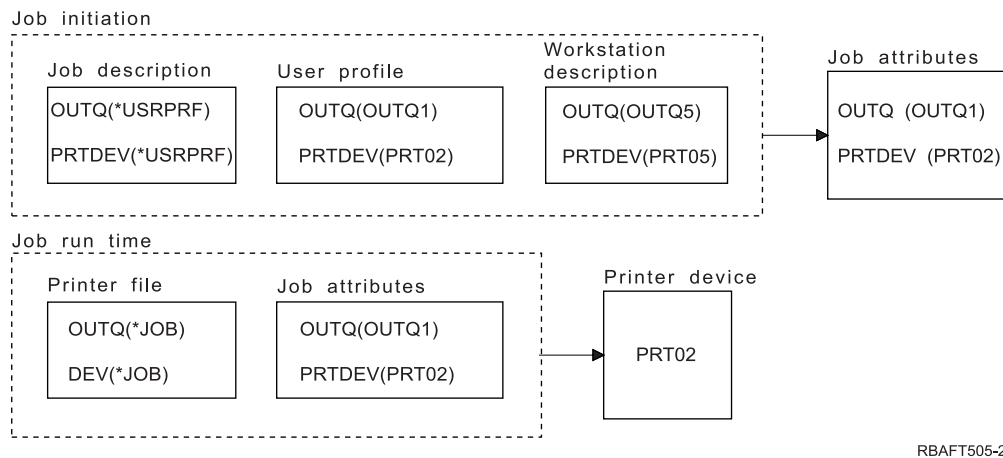 Job initiation
Job description
OUTQ(*USRPRF)
PRTDEV(*USRPRF)
User profile
OUTQ(OUTQ1)
PRTDEV(PRT02)
Workstation
description
OUTQ(OUTQ5)
PRTDEV(PRT05)
Job attributes
OUTQ (OUTQ1)
PRTDEV (PRT02)
Job run time
Printer file
OUTQ(*JOB)
DEV(*JOB)
Job attributes
OUTQ(OUTQ1)
PRTDEV(PRT02)
Printer device
PRT02
RBAFT505-2